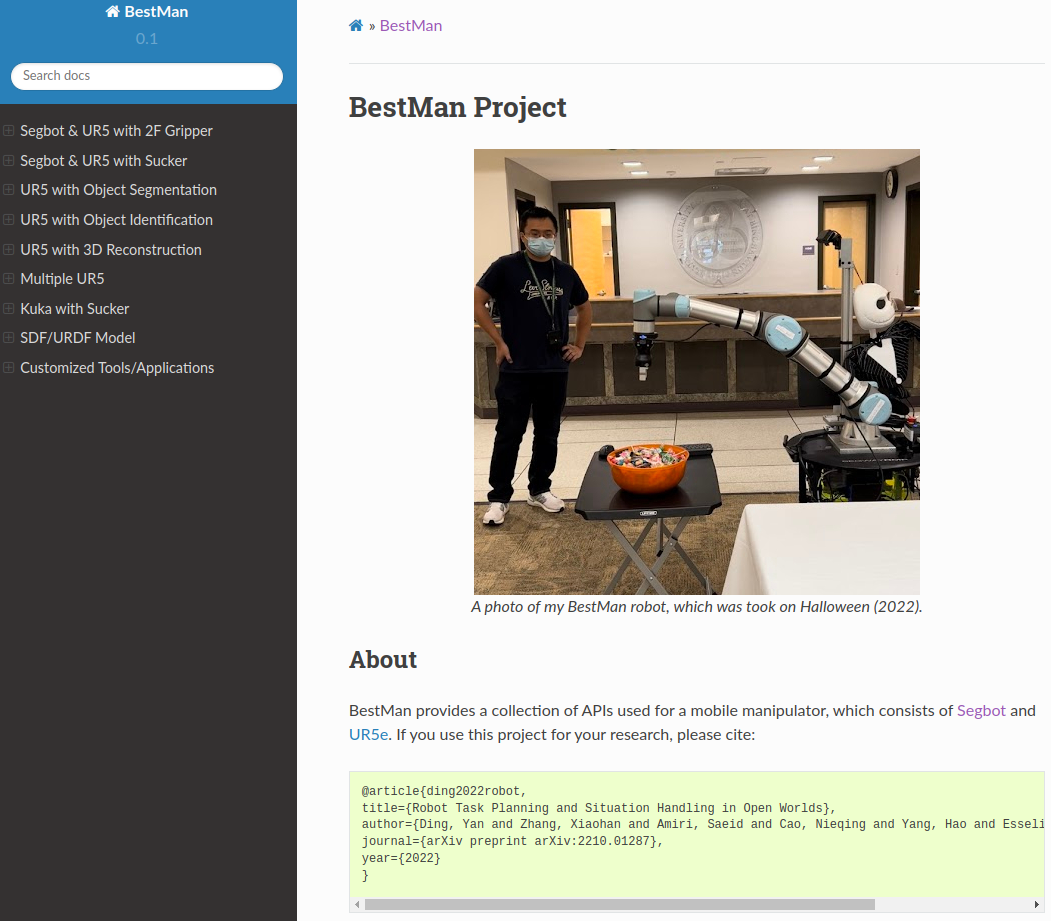 BestMan
0.1
Search docs
Segbot & UR5 with 2F Gripper
Segbot & UR5 with Sucker
UR5 with Object Segmentation
UR5 with Object Identification
UR5 with 3D Reconstruction
Multiple UR5
Kuka with Sucker
SDF/URDF Model
Customized Tools/Applications
» BestMan
BestMan Project
A photo of my BestMan robot, which was took on Halloween (2022).
About
BestMan provides a collection of APIs used for a mobile manipulator, which consists of Segbot and
UR5e. If you use this project for your research, please cite:
@article{ding2022robot,
title={Robot Task Planning and Situation Handling in Open Worlds},
author={Ding, Yan and Zhang, Xiaohan and Amiri, Saeid and Cao, Nieqing and Yang, Hao and Esseli
journal={arXiv preprint arXiv:2210.01287},
year={2022}
}